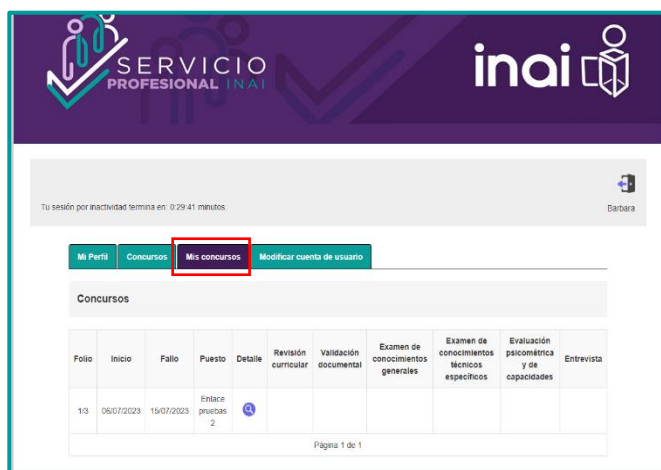 SERVICIO
PROFESIONAL INAI
inai
Tu sesión por inactividad termina en: 0:29:41 minutos.
Barbara
Mi Perfil Concursos Mis concursos Modificar cuenta de usuario
Concursos
Folio Inicio Fallo Puesto Detalle Revisión curricular Validación documental Examen de conocimientos generales Examen de conocimientos técnicos específicos Evaluación psicométrica y de capacidades Entrevista
1/3 06/07/2023 15/07/2023 Enlace pruebas 2
Página 1 de 1